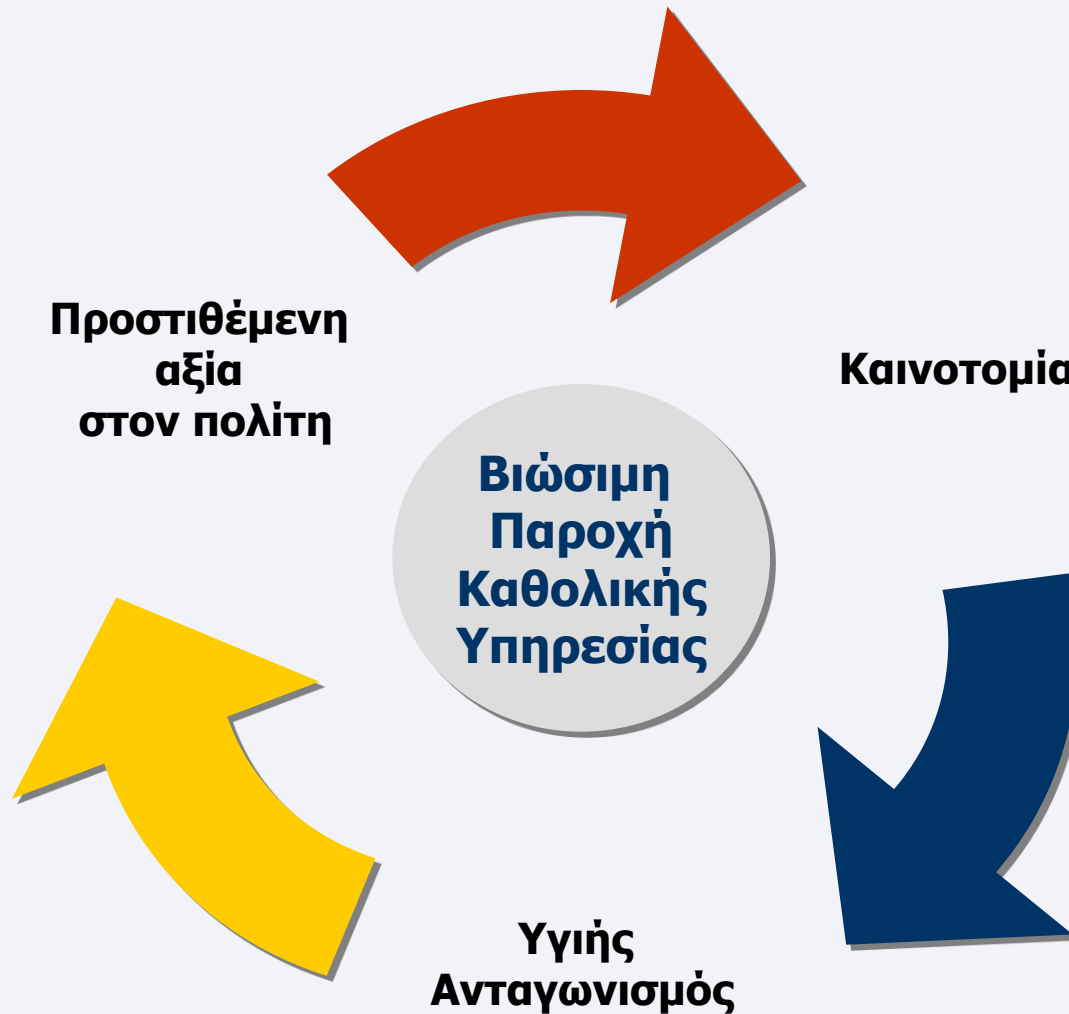 Προστιθέμενη
αξία
στον πολίτη
Καινοτομία
Βιώσιμη
Παροχή
Καθολικής
Υπηρεσίας
Υγιής
Ανταγωνισμός